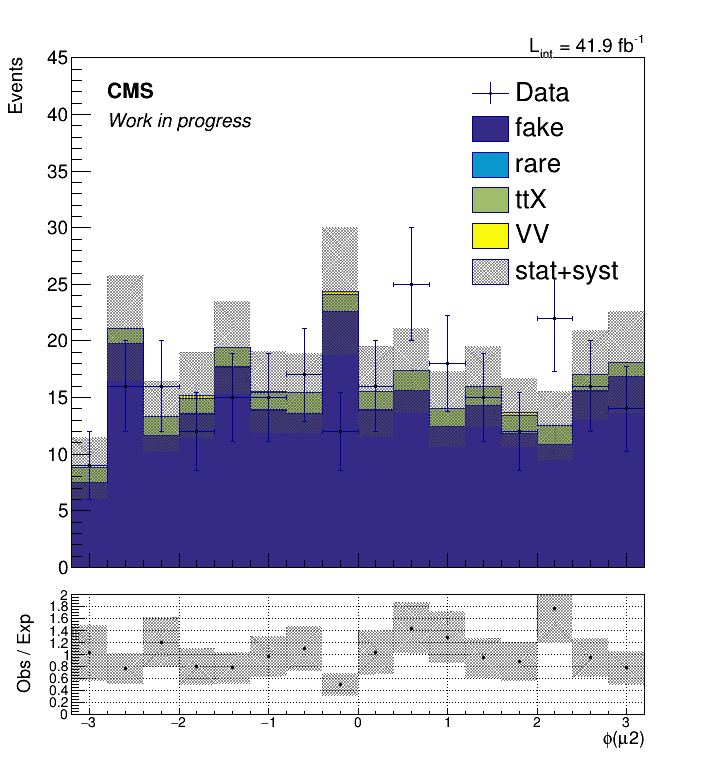 L_int = 41.9 fb^-1
Events
45
40
35
30
25
20
15
10
5
0
CMS
Work in progress
Data
fake
rare
ttX
VV
stat+syst
Obs / Exp
2
1.8
1.6
1.4
1.2
1
0.8
0.6
0.4
0.2
0
−3 −2 −1 0 1 2 3
ϕ(μ2)